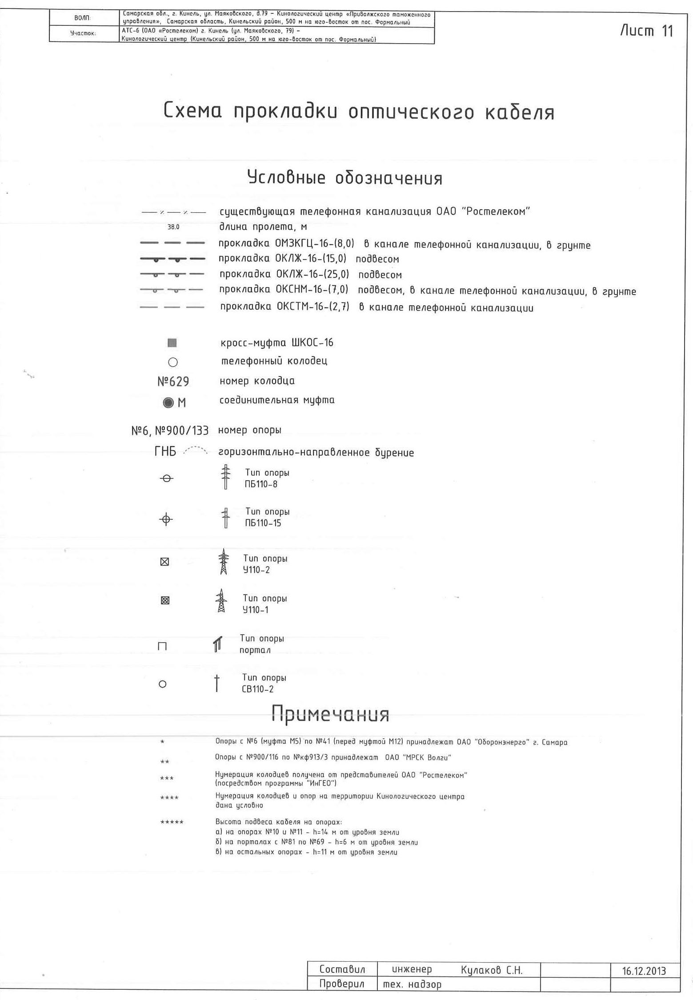 ВОЛП:
Самарская обл., г. Кинель, ул. Маяковского, д.79 – Кинологический центр «Приволжского таможенного
управления», Самарская область, Кинельский район, 500 м на юго-восток от пос. Формальный
Участок:
АТС-6 (ОАО «Ростелеком) г. Кинель (ул. Маяковского, 79) –
Кинологический центр (Кинельский район, 500 м на юго-восток от пос. Формальный)
Лист 11
Схема прокладки оптического кабеля
Условные обозначения
существующая телефонная канализация ОАО "Ростелеком"
38.0 длина пролета, м
прокладка ОМЗКГЦ-16-(8,0) в канале телефонной канализации, в грунте
прокладка ОКЛЖ-16-(15,0) подвесом
прокладка ОКЛЖ-16-(25,0) подвесом
прокладка ОКСНМ-16-(7,0) подвесом, в канале телефонной канализации, в грунте
прокладка ОКСТМ-16-(2,7) в канале телефонной канализации
кросс-муфта ШКОС-16
телефонный колодец
№629 номер колодца
М соединительная муфта
№6, №900/133 номер опоры
ГНБ горизонтально-направленное бурение
Тип опоры
ПБ110-8
Тип опоры
ПБ110-15
Тип опоры
У110-2
Тип опоры
У110-1
Тип опоры
портал
Тип опоры
СВ110-2
Примечания
* Опоры с №6 (муфта М5) по №41 (перед муфтой М12) принадлежат ОАО "Оборонэнерго" г. Самара
** Опоры с №900/116 по №кф913/3 принадлежат ОАО "МРСК Волги"
*** Нумерация колодцев получена от представителей ОАО "Ростелеком"
(посредством программы "ИнГЕО")
**** Нумерация колодцев и опор на территории Кинологического центра
дана условно
***** Высота подвеса кабеля на опорах:
а) на опорах №10 и №11 - h=14 м от уровня земли
б) на порталах с №81 по №69 - h=6 м от уровня земли
в) на остальных опорах - h=11 м от уровня земли
Составил инженер Кулаков С.Н. 16.12.2013
Проверил тех. надзор